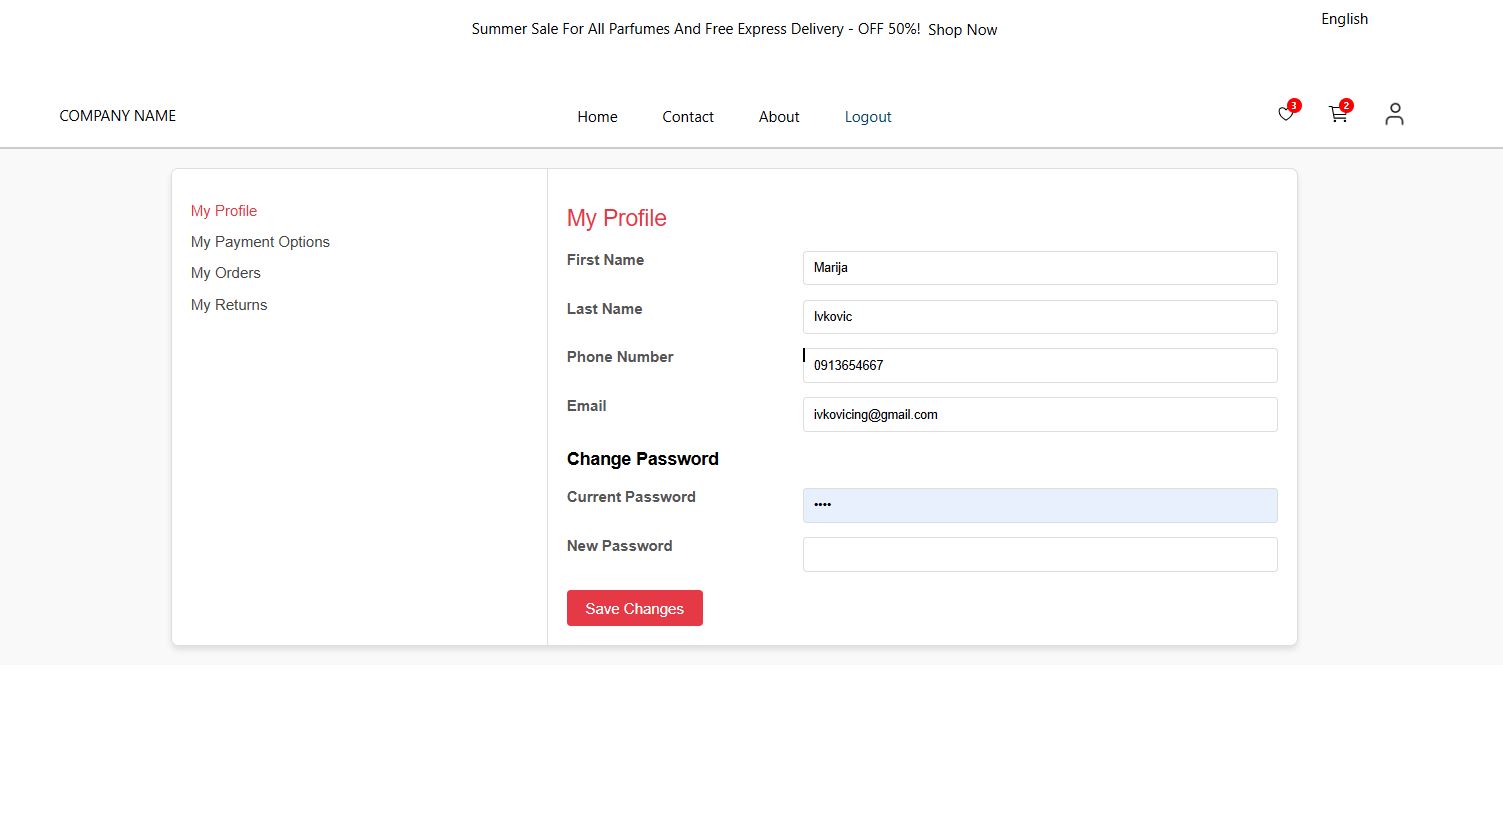 Summer Sale For All Parfumes And Free Express Delivery - OFF 50%! Shop Now
English
COMPANY NAME
Home Contact About Logout
3
2
My Profile
My Payment Options
My Orders
My Returns
My Profile
First Name
Marija
Last Name
Ivkovic
Phone Number
0913654667
Email
ivkovicing@gmail.com
Change Password
Current Password
••••
New Password
Save Changes